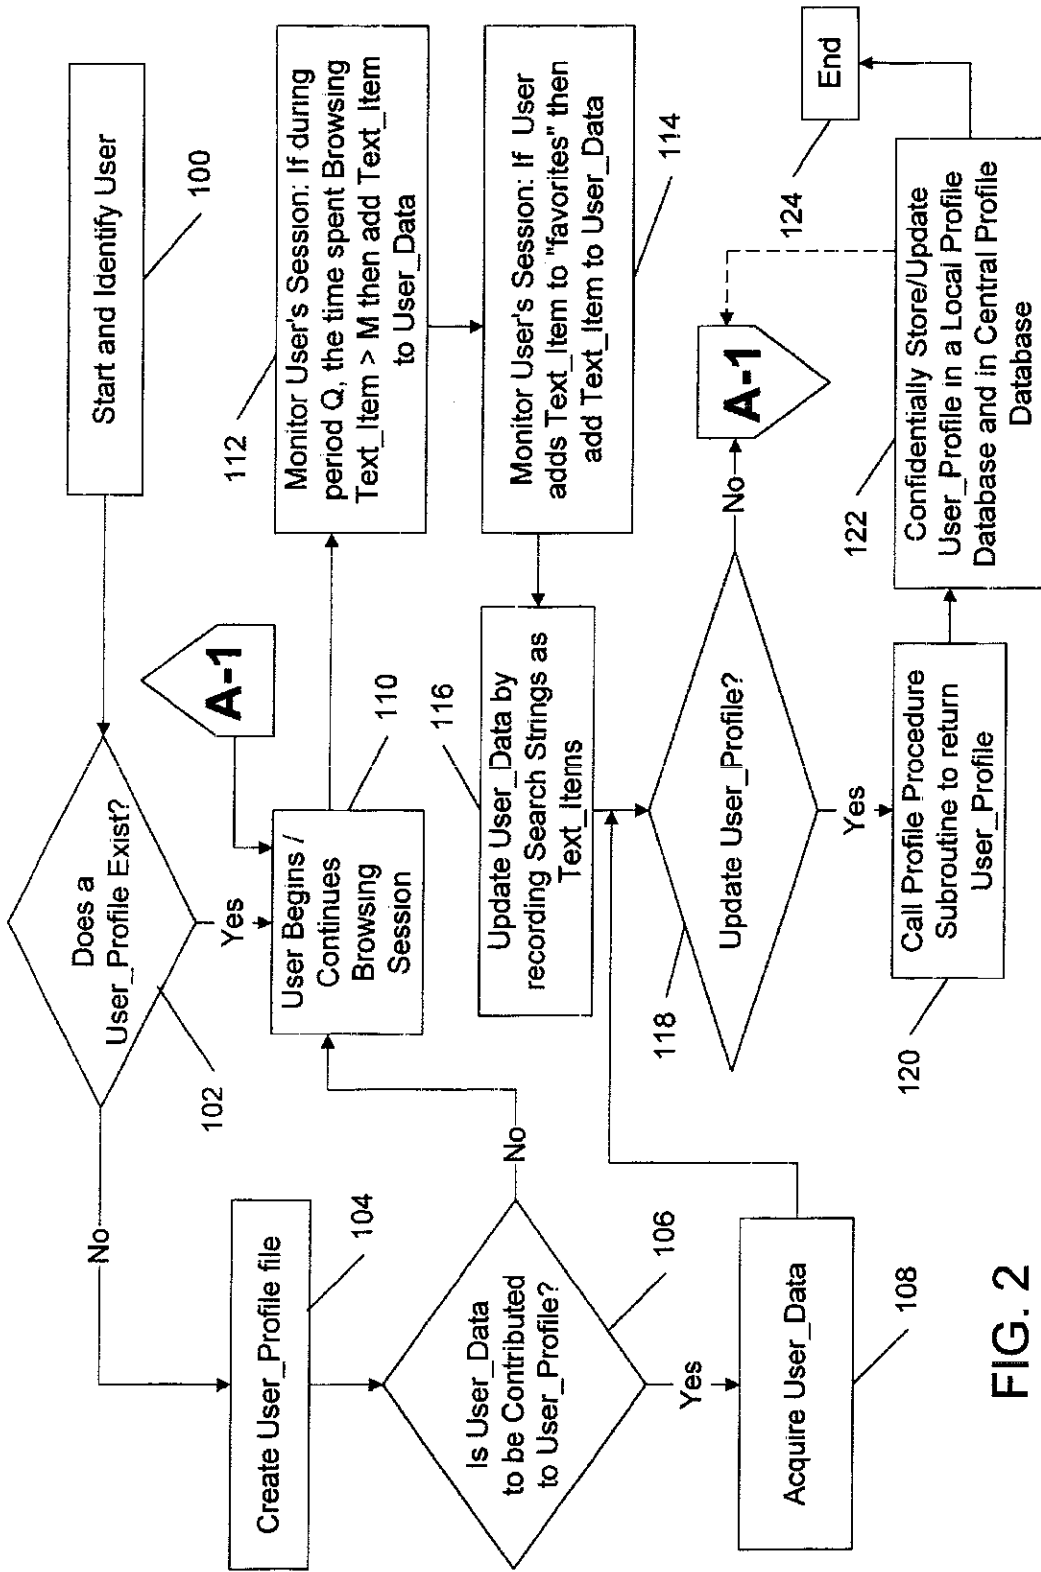 Start and Identify User
100
Does a
User_Profile Exist?
102
No
Yes
Create User_Profile file
104
Is User_Data
to be Contributed
to User_Profile?
106
No
Yes
Acquire User_Data
108
A-1
User Begins /
Continues
Browsing
Session
110
112
Monitor User's Session: If during
period Q, the time spent Browsing
Text_Item > M then add Text_Item
to User_Data
Monitor User's Session: If User
adds Text_Item to "favorites" then
add Text_Item to User_Data
114
116
Update User_Data by
recording Search Strings as
Text_Items
Update User_Profile?
118
No
A-1
Yes
Call Profile Procedure
Subroutine to return
User_Profile
120
122
Confidentially Store/Update
User_Profile in a Local Profile
Database and in Central Profile
Database
End
124
FIG. 2